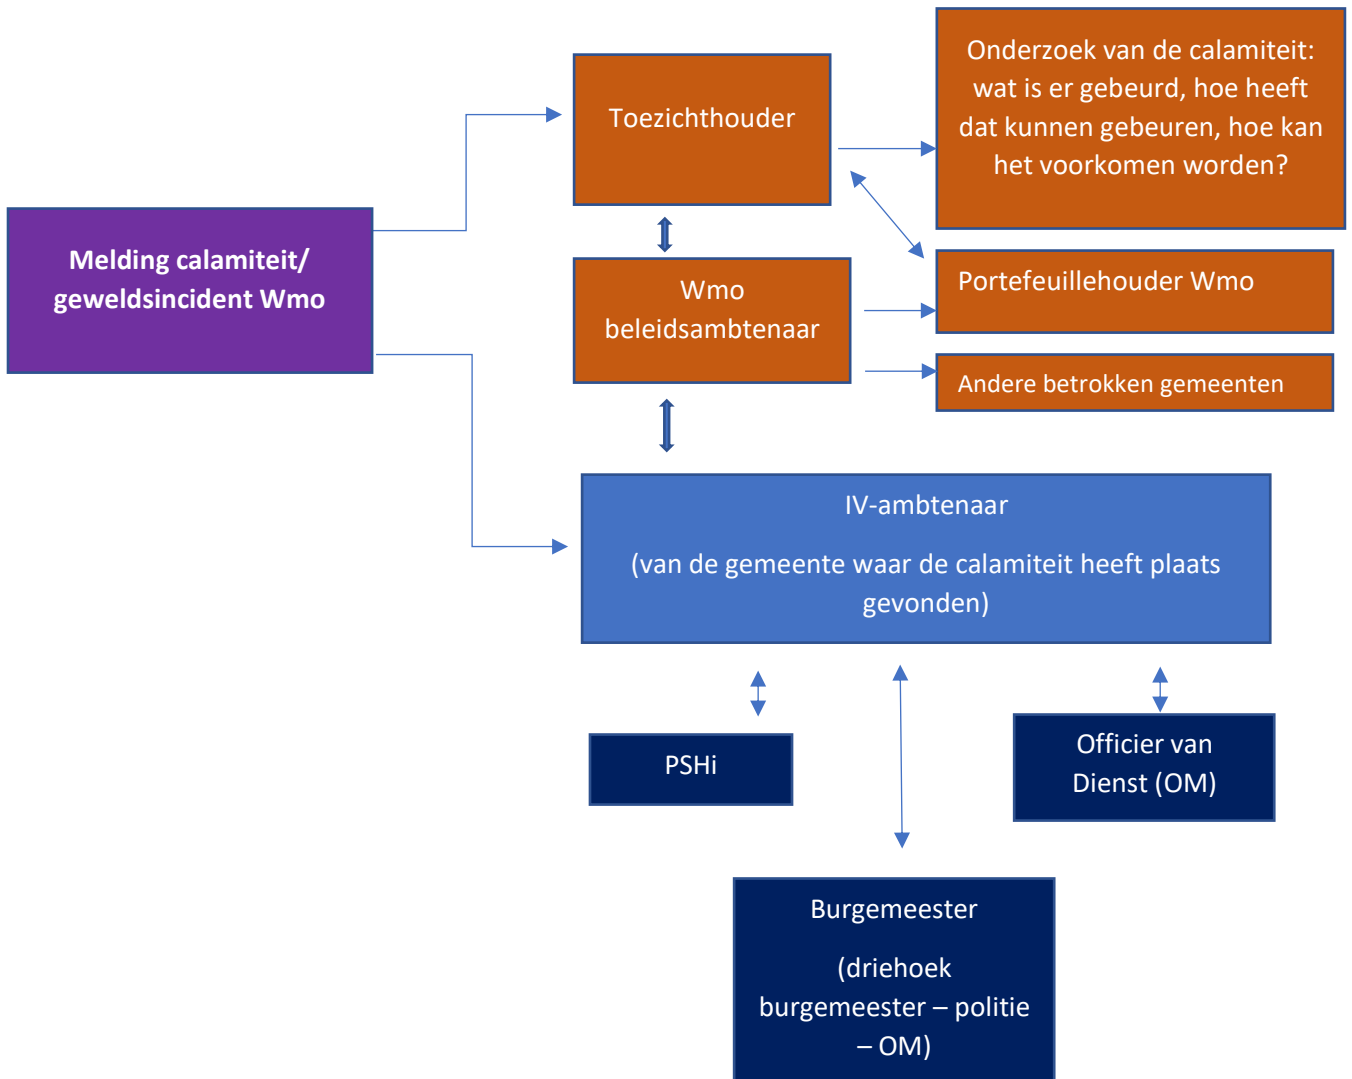 Melding calamiteit/
geweldsincident Wmo
Toezichthouder
Onderzoek van de calamiteit:
wat is er gebeurd, hoe heeft
dat kunnen gebeuren, hoe kan
het voorkomen worden?
Wmo
beleidsambtenaar
Portefeuillehouder Wmo
Andere betrokken gemeenten
IV-ambtenaar
(van de gemeente waar de calamiteit heeft plaats
gevonden)
PSHi
Officier van
Dienst (OM)
Burgemeester
(driehoek
burgemeester – politie
– OM)